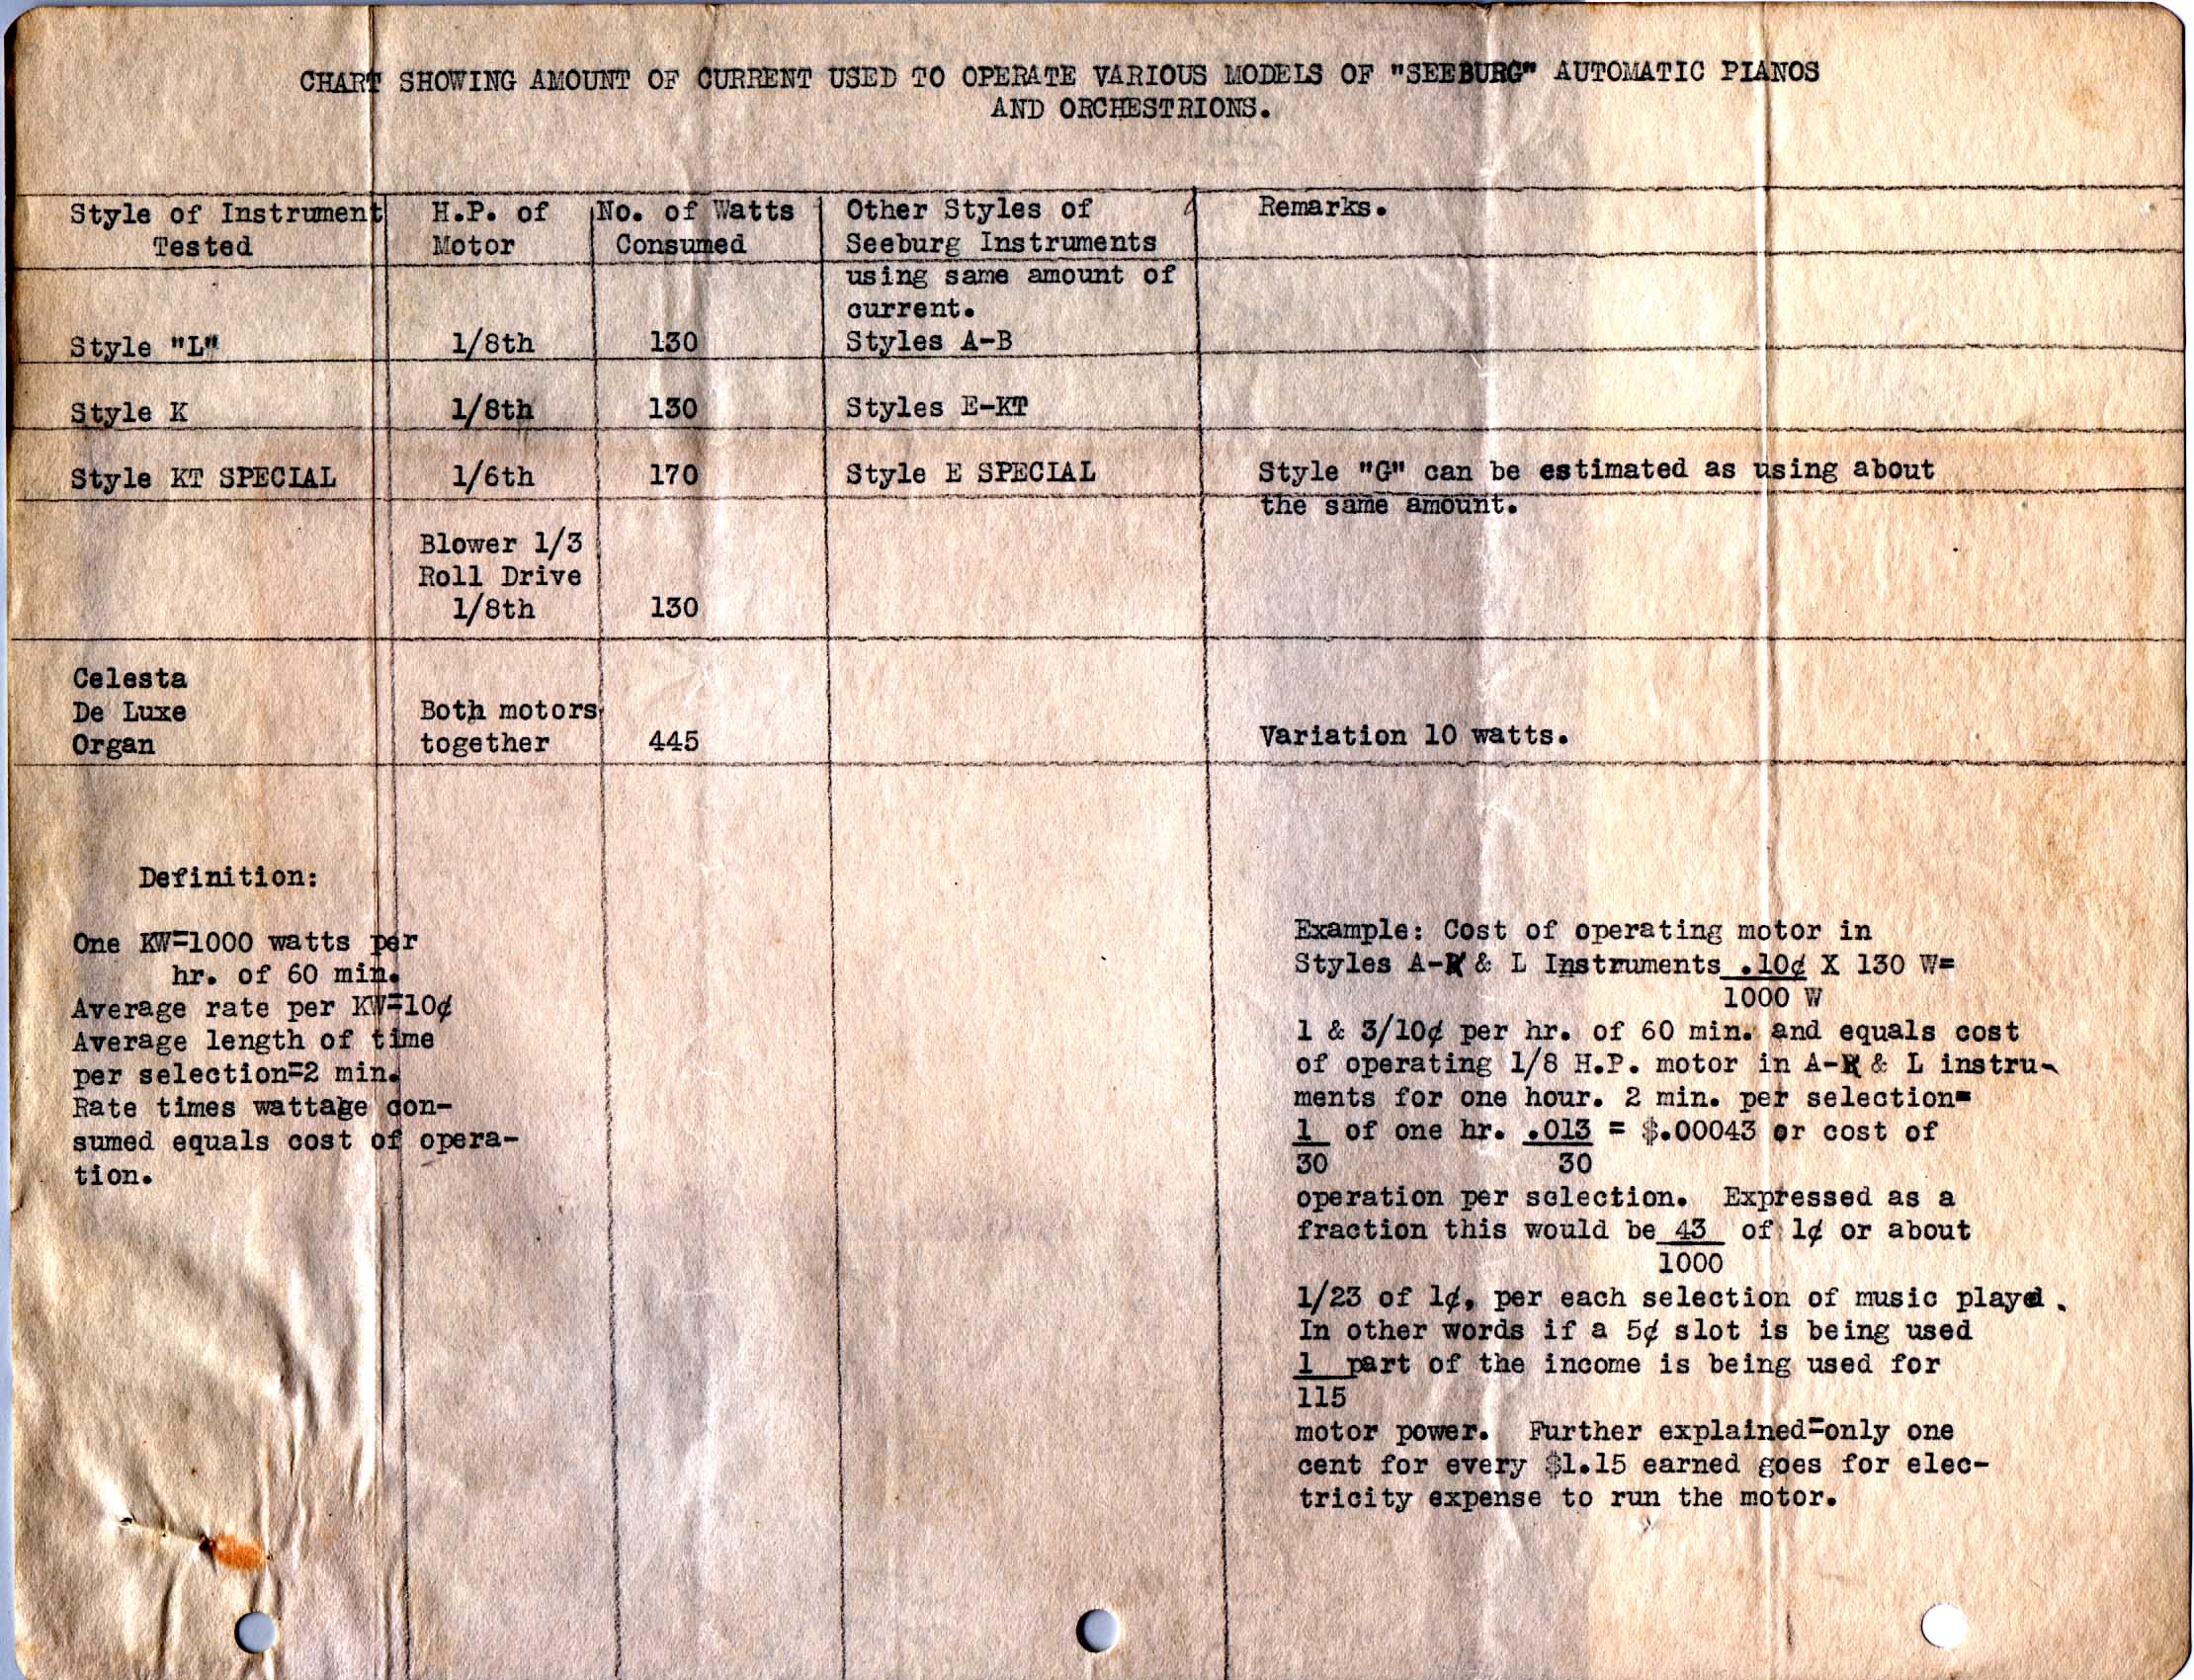 CHART SHOWING AMOUNT OF CURRENT USED TO OPERATE VARIOUS MODELS OF "SEEBURG" AUTOMATIC PIANOS
AND ORCHESTRIONS.
Style of Instrument Tested
H.P. of Motor
No. of Watts Consumed
Other Styles of Seeburg Instruments using same amount of current.
Remarks.
Style "L" 1/8th 130 Styles A-B
Style K 1/8th 130 Styles E-KT
Style KT SPECIAL 1/6th 170 Style E SPECIAL Style "G" can be estimated as using about
the same amount.
Blower 1/3
Roll Drive
1/8th 130
Celesta
De Luxe
Organ
Both motors
together 445 Variation 10 watts.
Definition:
One KW=1000 watts per
hr. of 60 min.
Average rate per KW=10¢
Average length of time
per selection=2 min.
Rate times wattage con-
sumed equals cost of opera-
tion.
Example: Cost of operating motor in
Styles A- & L Instruments .10¢ X 130 W=
1000 W
1 & 3/10¢ per hr. of 60 min. and equals cost
of operating 1/8 H.P. motor in A- & L instru-
ments for one hour. 2 min. per selection=
1 of one hr. .013 = $.00043 or cost of
30 30
operation per selection. Expressed as a
fraction this would be 43 of 1¢ or about
1000
1/23 of 1¢, per each selection of music played.
In other words if a 5¢ slot is being used
1 part of the income is being used for
115
motor power. Further explained=only one
cent for every $1.15 earned goes for elec-
tricity expense to run the motor.